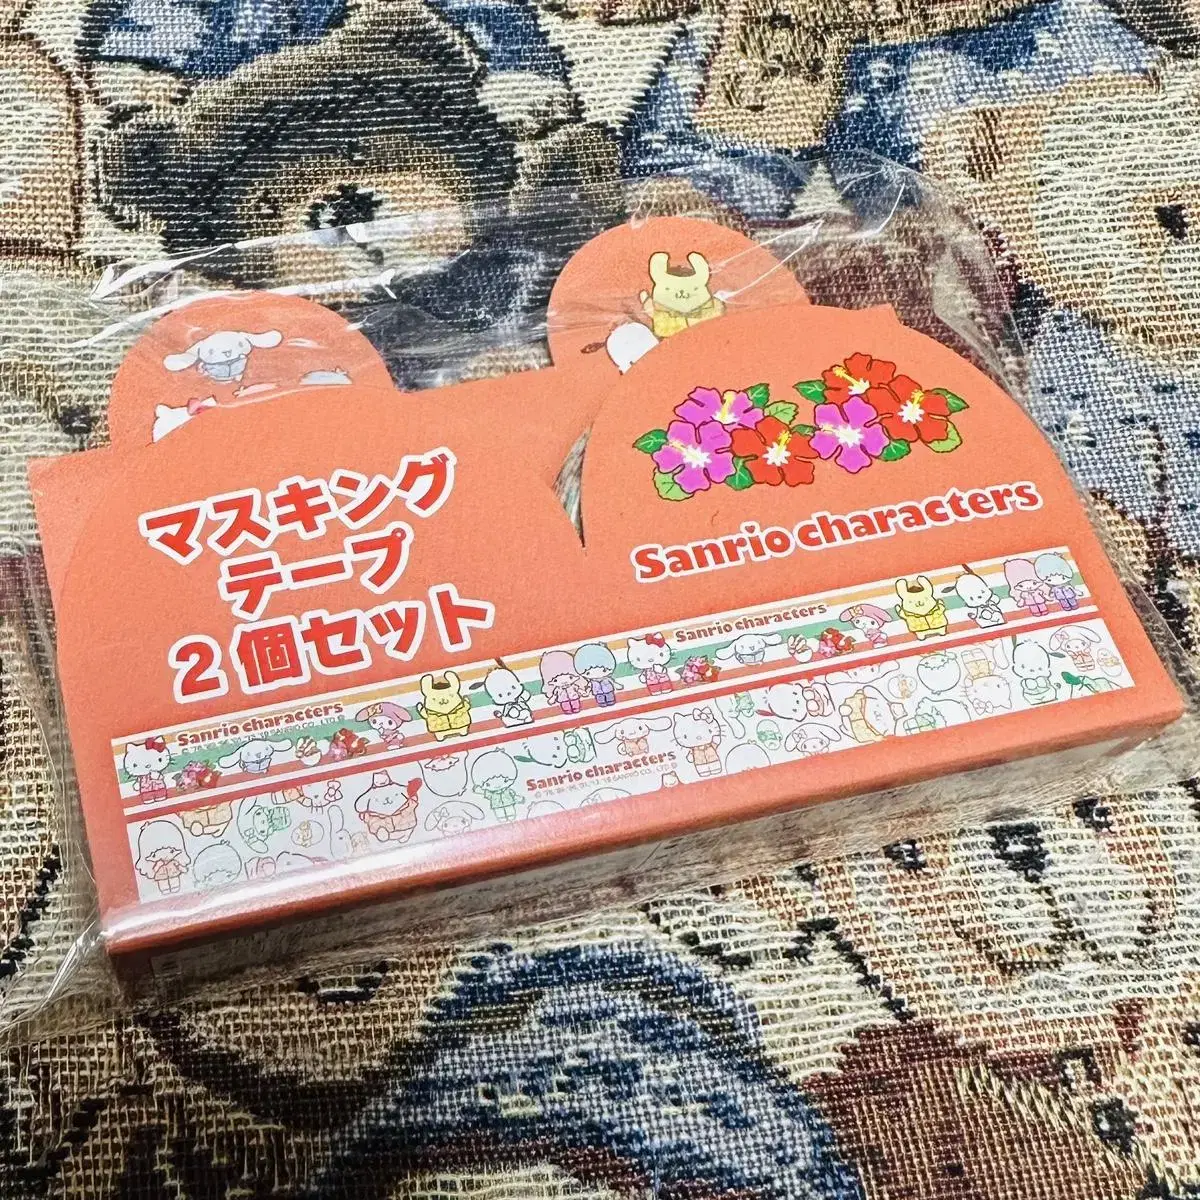 マスキング
テープ
2個セット
Sanrio characters
Sanrio characters
Sanrio characters
Sanrio characters